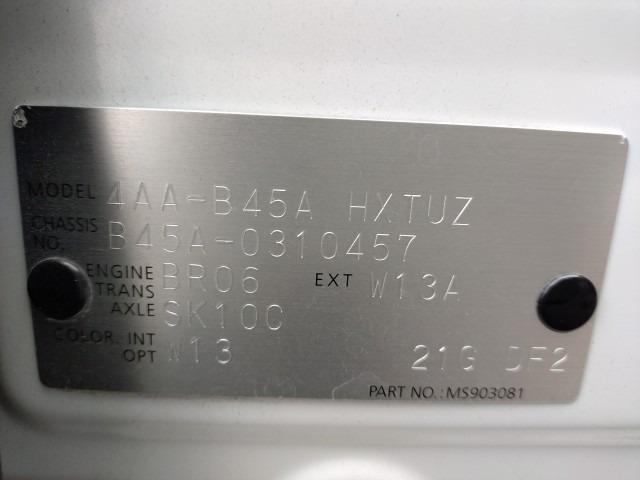 MODEL 4AA-B45A HXTUZ
CHASSIS NO. B45A-0310457
ENGINE BR06 EXT W13A
TRANS AXLE SK10C
COLOR, INT W13
OPT 21G DF2
PART NO.: MS903081